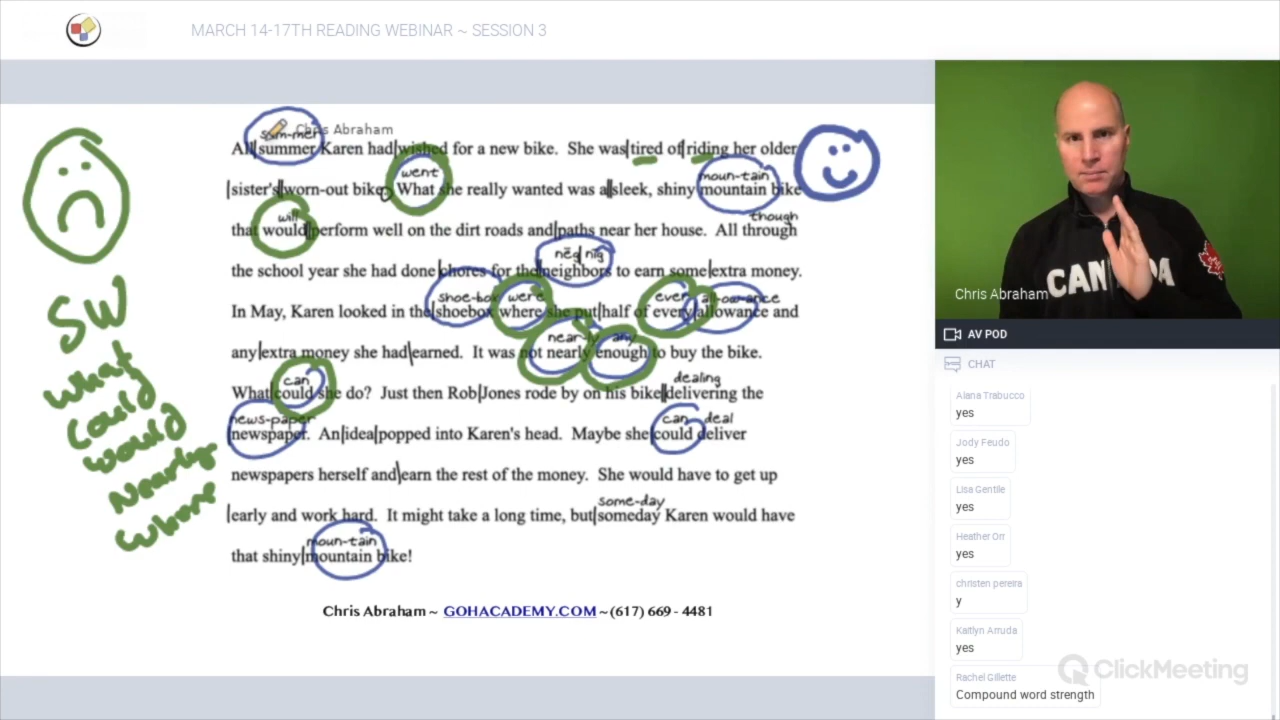 MARCH 14-17TH READING WEBINAR ~ SESSION 3
Chris Abraham
sum-mer
All summer Karen had wished for a new bike. She was tired of riding her older
went
moun-tain
sister's worn-out bike. What she really wanted was a sleek, shiny mountain bike
will
though
that would perform well on the dirt roads and paths near her house. All through
nēg nīg
the school year she had done chores for the neighbors to earn some extra money.
shoe-box were ever al-ow-ance
In May, Karen looked in the shoebox where she put half of every allowance and
near-ly any
any extra money she had earned. It was not nearly enough to buy the bike.
can dealing
What could she do? Just then Rob Jones rode by on his bike delivering the
news-paper can deal
newspaper. An idea popped into Karen's head. Maybe she could deliver
newspapers herself and earn the rest of the money. She would have to get up
some-day
early and work hard. It might take a long time, but someday Karen would have
moun-tain
that shiny mountain bike!
Chris Abraham ~ GOHACADEMY.COM ~ (617) 669 - 4481
SW
What
Could
would
Nearly
Where
CANADA
Chris Abraham
AV POD
CHAT
Alana Trabucco
yes
Jody Feudo
yes
Lisa Gentile
yes
Heather Orr
yes
christen pereira
y
Kaitlyn Arruda
yes
Rachel Gillette
Compound word strength
ClickMeeting